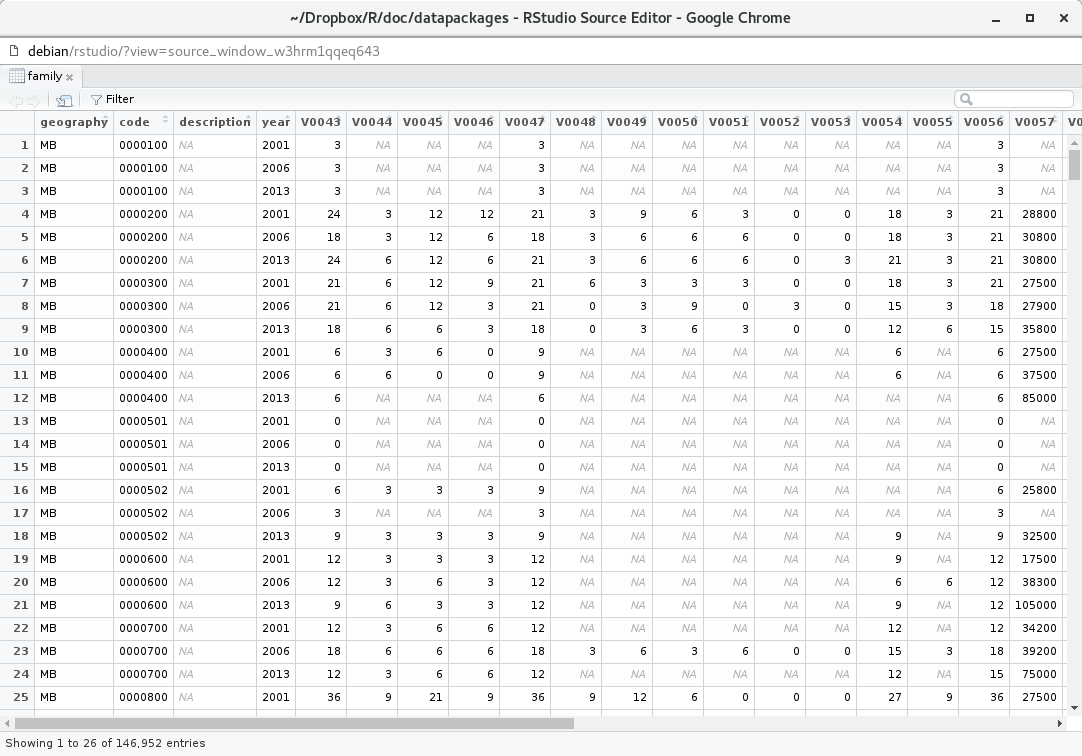 ~/Dropbox/R/doc/datapackages - RStudio Source Editor - Google Chrome
debian/rstudio/?view=source_window_w3hrm1qqeq643
family
Filter
geography code description year V0043 V0044 V0045 V0046 V0047 V0048 V0049 V0050 V0051 V0052 V0053 V0054 V0055 V0056 V0057 V0
1 MB 0000100 NA 2001 3 NA NA NA 3 NA NA NA NA NA NA NA NA 3 NA
2 MB 0000100 NA 2006 3 NA NA NA 3 NA NA NA NA NA NA NA NA 3 NA
3 MB 0000100 NA 2013 3 NA NA NA 3 NA NA NA NA NA NA NA NA 3 NA
4 MB 0000200 NA 2001 24 3 12 12 21 3 9 6 3 0 0 18 3 21 28800
5 MB 0000200 NA 2006 18 3 12 6 18 3 6 6 6 0 0 18 3 21 30800
6 MB 0000200 NA 2013 24 6 12 6 21 3 6 6 6 0 3 21 3 21 30800
7 MB 0000300 NA 2001 21 6 12 9 21 6 3 3 3 0 0 18 3 21 27500
8 MB 0000300 NA 2006 21 6 12 3 21 0 3 9 0 3 0 15 3 18 27900
9 MB 0000300 NA 2013 18 6 6 3 18 0 3 6 3 0 0 12 6 15 35800
10 MB 0000400 NA 2001 6 3 6 0 9 NA NA NA NA NA NA 6 NA 6 27500
11 MB 0000400 NA 2006 6 6 0 0 9 NA NA NA NA NA NA 6 NA 6 37500
12 MB 0000400 NA 2013 6 NA NA NA 6 NA NA NA NA NA NA NA NA 6 85000
13 MB 0000501 NA 2001 0 NA NA NA 0 NA NA NA NA NA NA NA NA 0 NA
14 MB 0000501 NA 2006 0 NA NA NA 0 NA NA NA NA NA NA NA NA 0 NA
15 MB 0000501 NA 2013 0 NA NA NA 0 NA NA NA NA NA NA NA NA 0 NA
16 MB 0000502 NA 2001 6 3 3 3 9 NA NA NA NA NA NA NA NA 6 25800
17 MB 0000502 NA 2006 3 NA NA NA 3 NA NA NA NA NA NA NA NA 3 NA
18 MB 0000502 NA 2013 9 3 3 3 9 NA NA NA NA NA NA 9 NA 9 32500
19 MB 0000600 NA 2001 12 3 3 3 12 NA NA NA NA NA NA 9 NA 12 17500
20 MB 0000600 NA 2006 12 3 6 3 12 NA NA NA NA NA NA 6 6 12 38300
21 MB 0000600 NA 2013 9 6 3 3 12 NA NA NA NA NA NA 9 NA 12 105000
22 MB 0000700 NA 2001 12 3 6 6 12 NA NA NA NA NA NA 12 NA 12 34200
23 MB 0000700 NA 2006 18 6 6 6 18 3 6 3 6 0 0 15 3 18 39200
24 MB 0000700 NA 2013 12 3 6 6 12 NA NA NA NA NA NA 12 NA 15 75000
25 MB 0000800 NA 2001 36 9 21 9 36 9 12 6 0 0 0 27 9 36 27500
Showing 1 to 26 of 146,952 entries